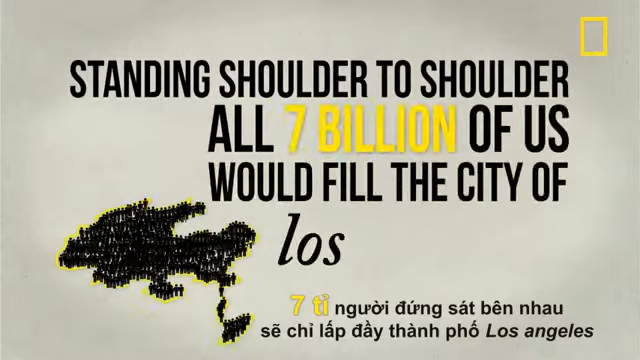 STANDING SHOULDER TO SHOULDER
ALL 7 BILLION OF US
WOULD FILL THE CITY OF
los
7 tỉ người đứng sát bên nhau
sẽ chỉ lấp đầy thành phố Los angeles